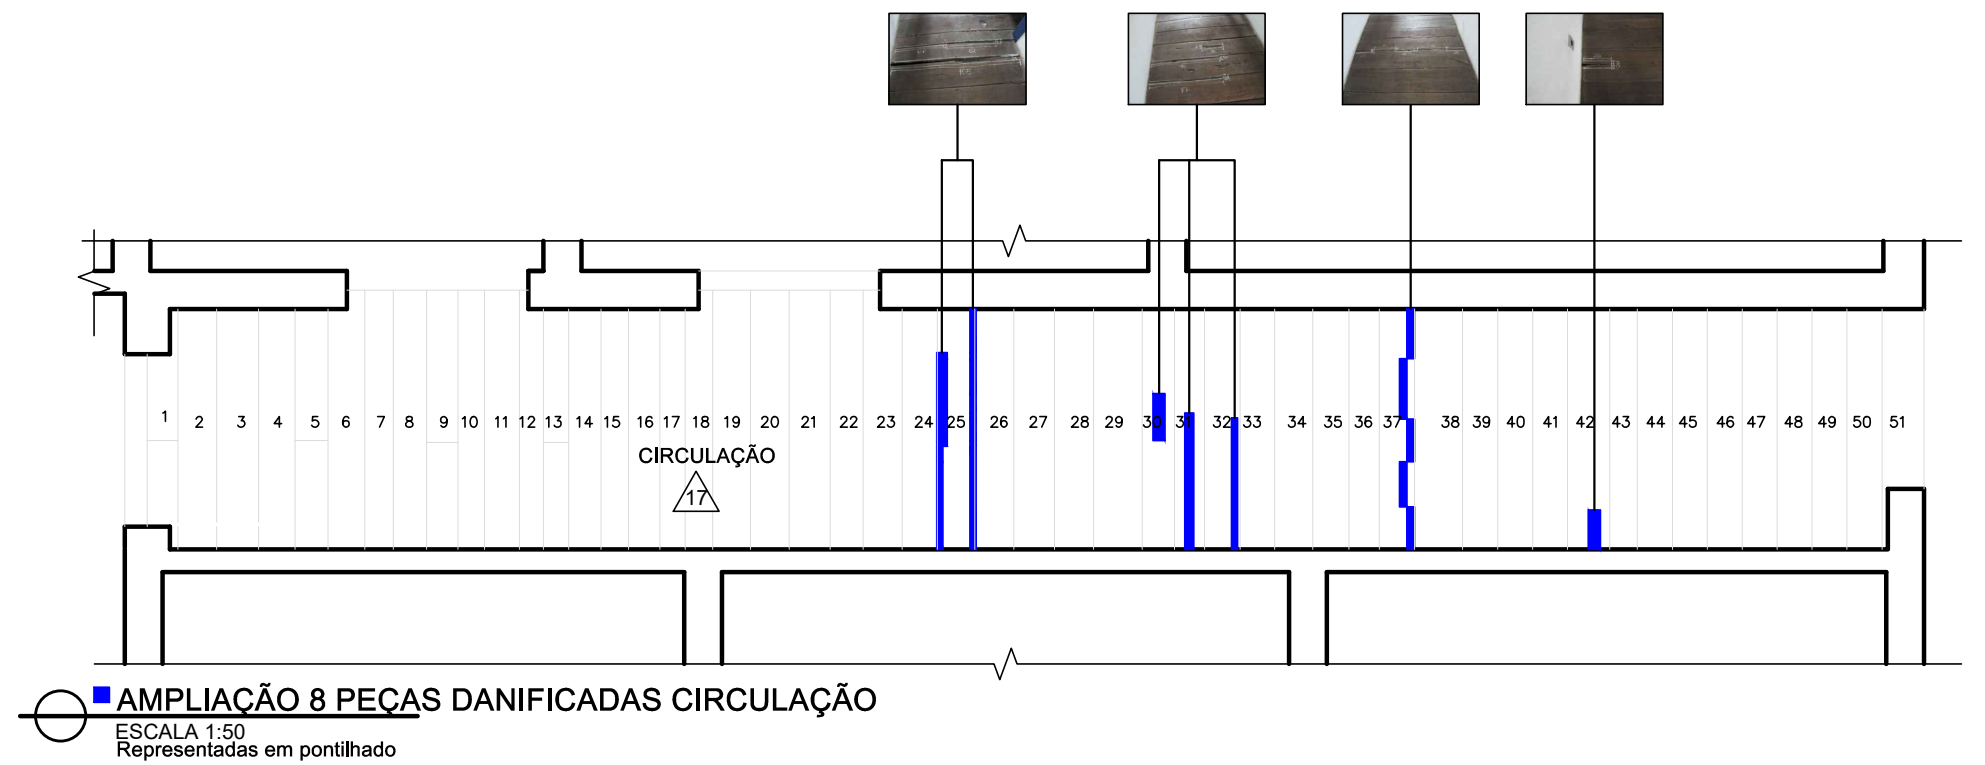 1 2 3 4 5 6 7 8 9 10 11 12 13 14 15 16 17 18 19 20 21 22 23 24 25 26 27 28 29 30 31 32 33 34 35 36 37 38 39 40 41 42 43 44 45 46 47 48 49 50 51
CIRCULAÇÃO
17
AMPLIAÇÃO 8 PEÇAS DANIFICADAS CIRCULAÇÃO
ESCALA 1:50
Representadas em pontilhado